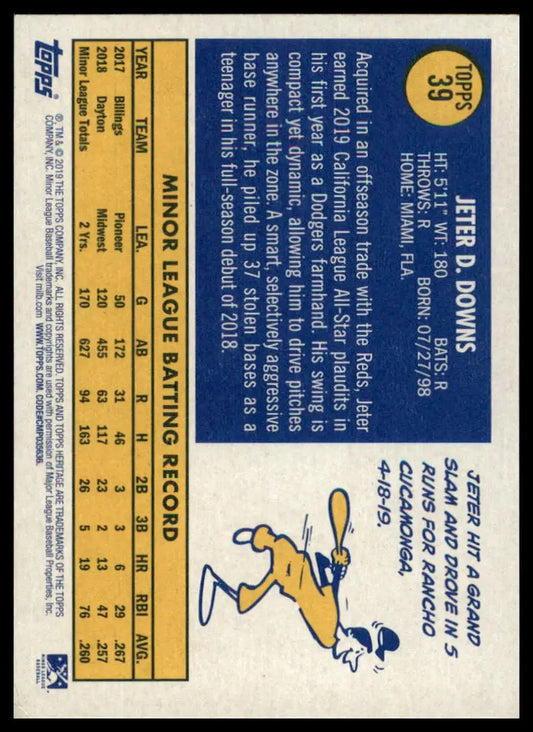 TOPPS
39
JETER D. DOWNS
HT: 5'11" WT: 180 BATS: R
THROWS: R BORN: 07/27/98
HOME: MIAMI, FLA.
Acquired in an offseason trade with the Reds, Jeter
earned 2019 California League All-Star plaudits in
his first year as a Dodgers farmhand. His swing is
compact yet dynamic, allowing him to drive pitches
anywhere in the zone. A smart, selectively aggressive
base runner, he piled up 37 stolen bases as a
teenager in his full-season debut of 2018.
JETER HIT A GRAND
SLAM AND DROVE IN 5
RUNS FOR RANCHO
CUCAMONGA,
4-18-19.
MINOR LEAGUE BATTING RECORD
YEAR TEAM LEA. G AB R H 2B 3B HR RBI AVG.
2017 Billings Pioneer 50 172 31 46 3 3 6 29 .267
2018 Dayton Midwest 120 455 63 117 23 2 13 47 .257
Minor League Totals 2 Yrs. 170 627 94 163 26 5 19 76 .260
topps®
®, TM & © 2019 THE TOPPS COMPANY, INC. ALL RIGHTS RESERVED. TOPPS AND TOPPS HERITAGE ARE TRADEMARKS OF THE TOPPS
COMPANY, INC. Minor League Baseball trademarks and copyrights are used with permission of Major League Baseball Properties, Inc.
Visit milb.com WWW.TOPPS.COM. CODE#CMP035636.
MINOR LEAGUE
BASEBALL